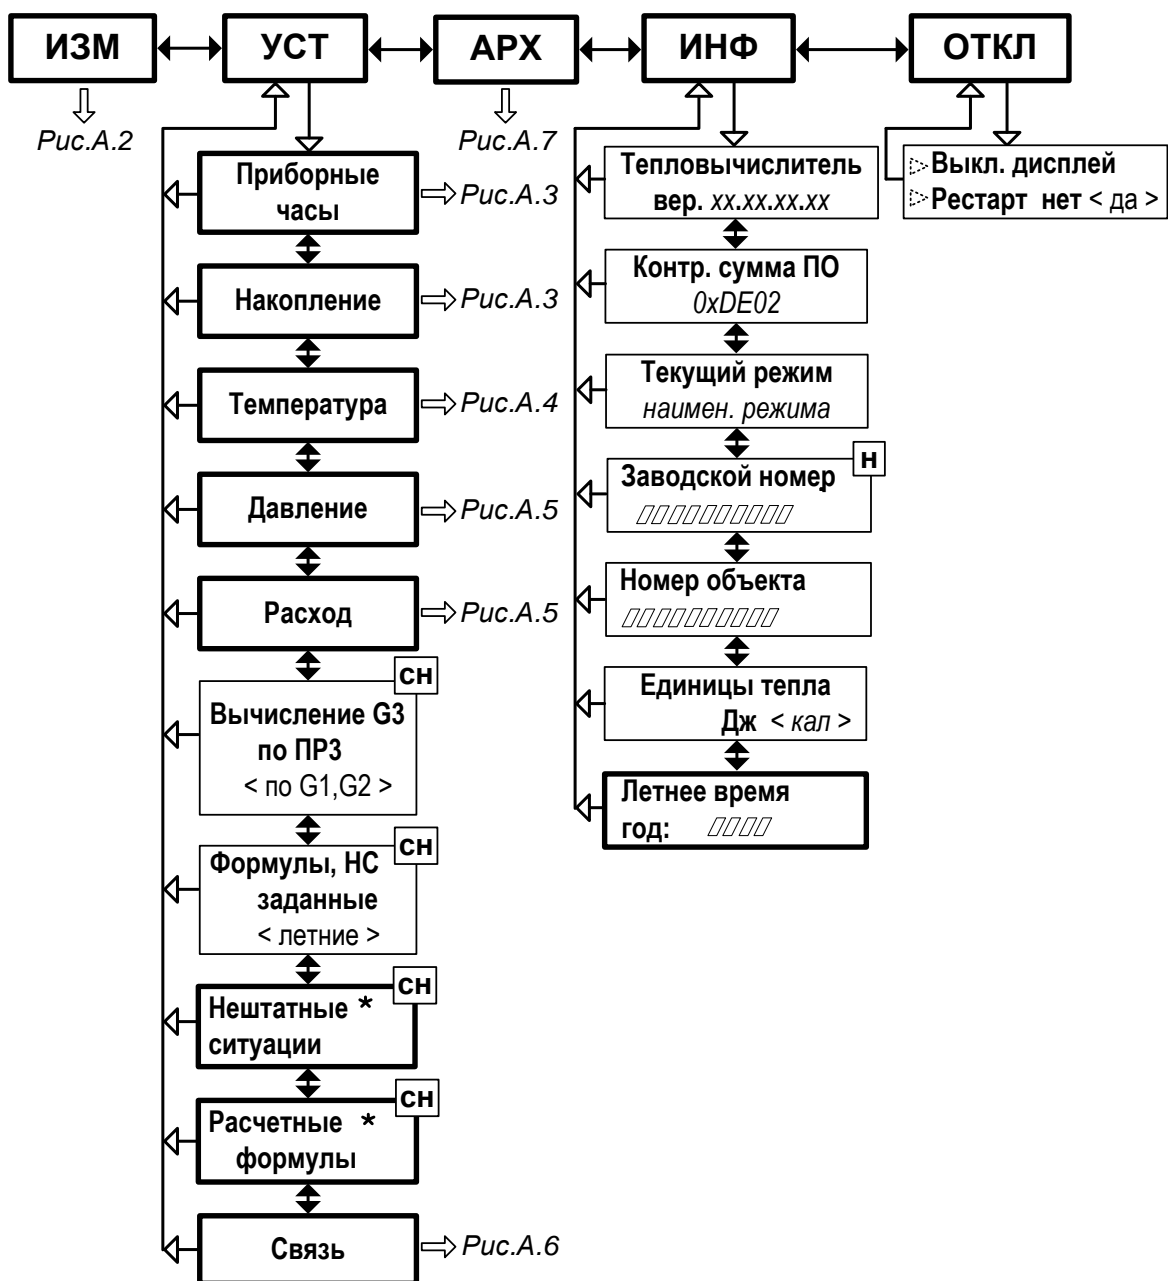 ИЗМ
УСТ
АРХ
ИНФ
ОТКЛ
Рис.А.2
Рис.А.7
Приборные
часы
Рис.А.3
Накопление
Рис.А.3
Температура
Рис.А.4
Давление
Рис.А.5
Расход
Рис.А.5
СН
Вычисление G3
по ПР3
< по G1,G2 >
СН
Формулы, НС
заданные
< летние >
СН
Нештатные *
ситуации
СН
Расчетные *
формулы
Связь
Рис.А.6
Тепловычислитель
вер. xx.xx.xx.xx
Контр. сумма ПО
0xDE02
Текущий режим
наимен. режима
Н
Заводской номер
Номер объекта
Единицы тепла
Дж < кал >
Летнее время
год:
Выкл. дисплей
Рестарт нет < да >